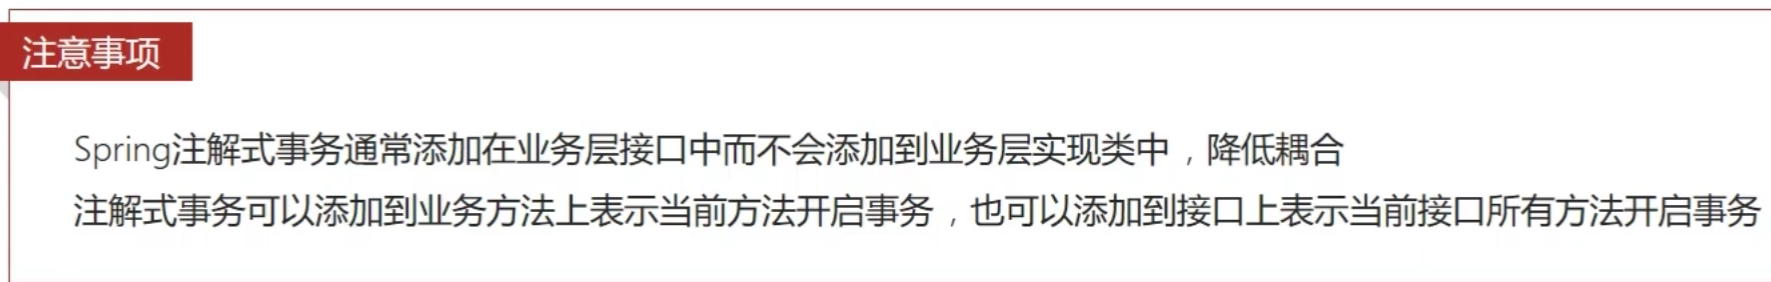 注意事项
Spring注解式事务通常添加在业务层接口中而不会添加到业务层实现类中，降低耦合
注解式事务可以添加到业务方法上表示当前方法开启事务，也可以添加到接口上表示当前接口所有方法开启事务